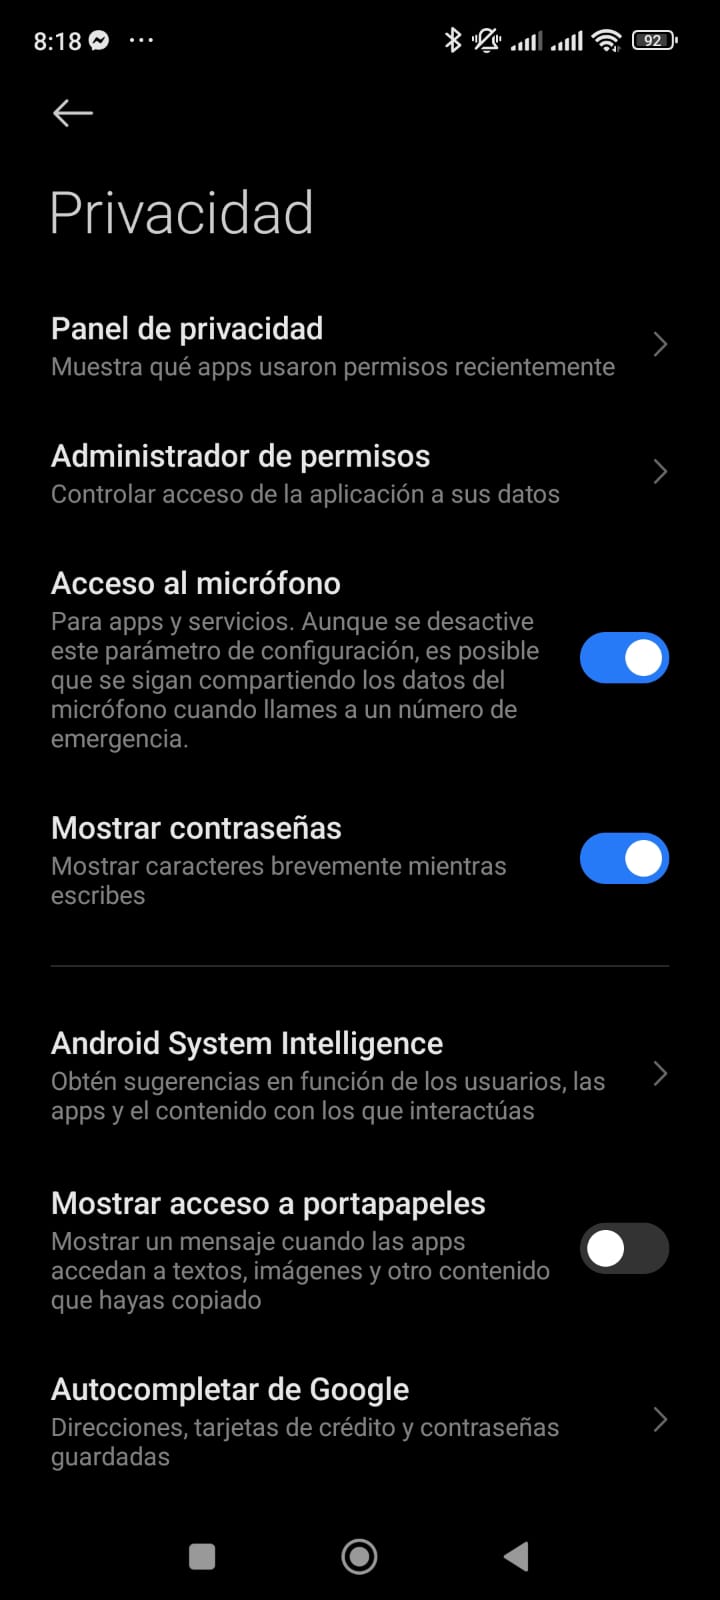 8:18
92
Privacidad
Panel de privacidad
Muestra qué apps usaron permisos recientemente
Administrador de permisos
Controlar acceso de la aplicación a sus datos
Acceso al micrófono
Para apps y servicios. Aunque se desactive
este parámetro de configuración, es posible
que se sigan compartiendo los datos del
micrófono cuando llames a un número de
emergencia.
Mostrar contraseñas
Mostrar caracteres brevemente mientras
escribes
Android System Intelligence
Obtén sugerencias en función de los usuarios, las
apps y el contenido con los que interactúas
Mostrar acceso a portapapeles
Mostrar un mensaje cuando las apps
accedan a textos, imágenes y otro contenido
que hayas copiado
Autocompletar de Google
Direcciones, tarjetas de crédito y contraseñas
guardadas